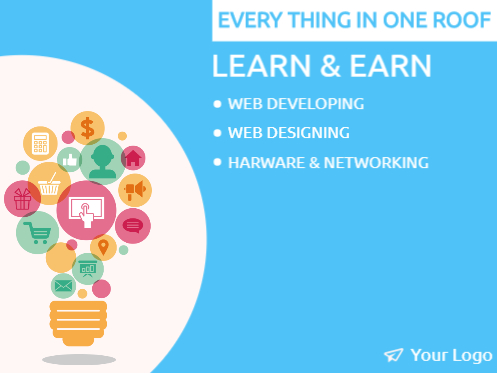 EVERY THING IN ONE ROOF
LEARN & EARN
• WEB DEVELOPING
• WEB DESIGNING
• HARWARE & NETWORKING
$
Your Logo